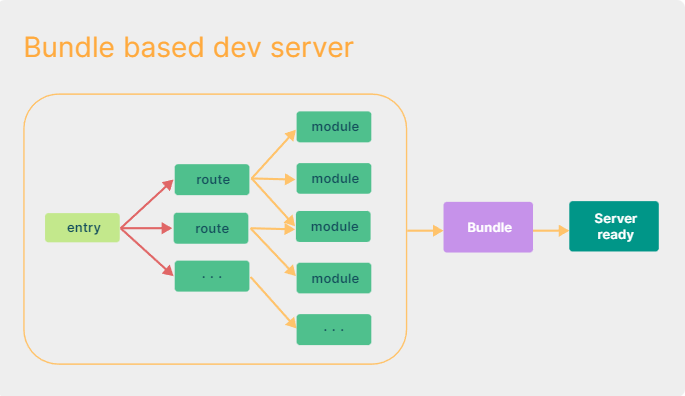 Bundle based dev server
entry
route
route
· · ·
module
module
module
module
· · ·
Bundle
Server
ready